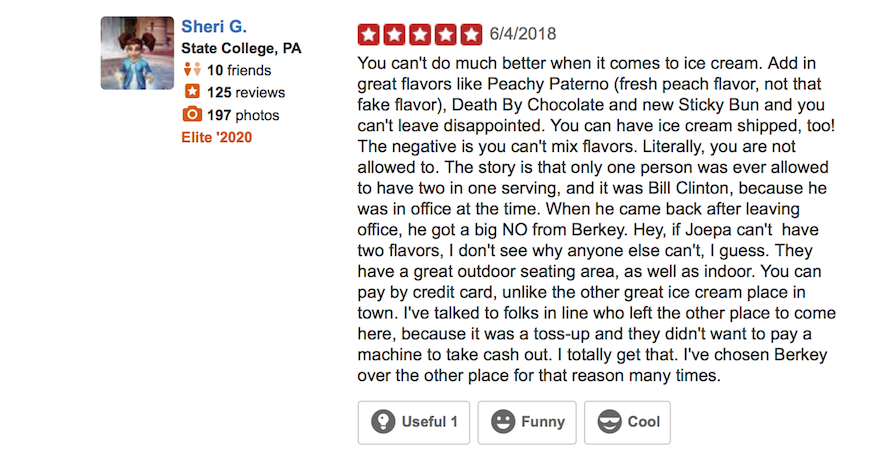 Sheri G.
State College, PA
10 friends
125 reviews
197 photos
Elite '2020
6/4/2018
You can't do much better when it comes to ice cream. Add in
great flavors like Peachy Paterno (fresh peach flavor, not that
fake flavor), Death By Chocolate and new Sticky Bun and you
can't leave disappointed. You can have ice cream shipped, too!
The negative is you can't mix flavors. Literally, you are not
allowed to. The story is that only one person was ever allowed
to have two in one serving, and it was Bill Clinton, because he
was in office at the time. When he came back after leaving
office, he got a big NO from Berkey. Hey, if Joepa can't  have
two flavors, I don't see why anyone else can't, I guess. They
have a great outdoor seating area, as well as indoor. You can
pay by credit card, unlike the other great ice cream place in
town. I've talked to folks in line who left the other place to come
here, because it was a toss-up and they didn't want to pay a
machine to take cash out. I totally get that. I've chosen Berkey
over the other place for that reason many times.
Useful 1 Funny Cool